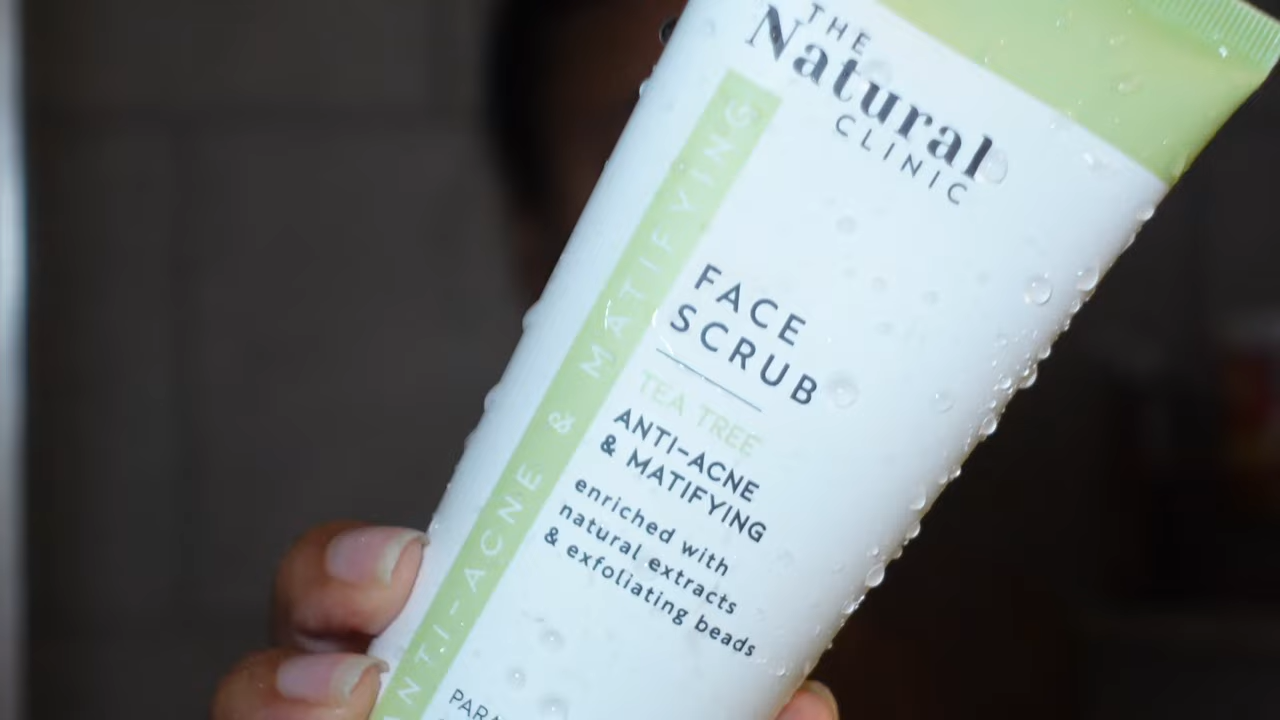 THE
Natural
CLINIC
ANTI-ACNE & MATIFYING
FACE
SCRUB
TEA TREE
ANTI-ACNE
& MATIFYING
enriched with
natural extracts
& exfoliating beads